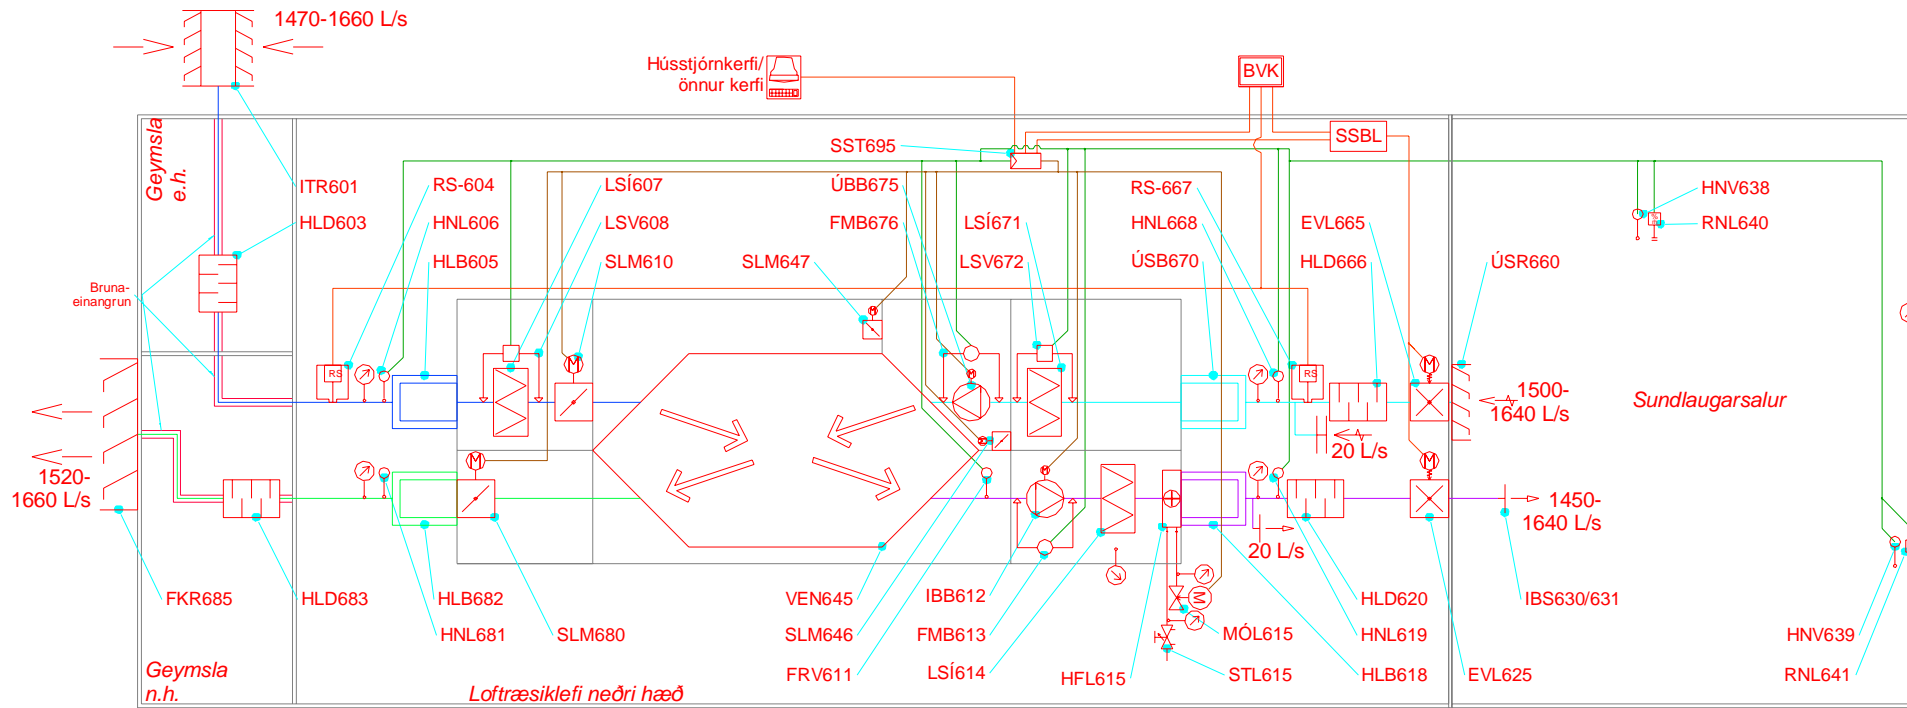 1470-1660 L/s
Hússtjórnkerfi/
önnur kerfi
BVK
SSBL
SST695
Geymsla
e.h.
ITR601
RS-604
LSÍ607
ÚBB675
RS-667
HNV638
HLD603
HNL606
LSV608
FMB676
LSÍ671
HNL668
EVL665
RNL640
HLB605
SLM610
SLM647
LSV672
ÚSB670
HLD666
ÚSR660
Bruna-
einangrun
M
M
M
M
RS
M
RS
1500-
1640 L/s
Sundlaugarsalur
20 L/s
1520-
1660 L/s
M
M
1450-
1640 L/s
20 L/s
M
FKR685
HLD683
HLB682
VEN645
IBB612
HLD620
IBS630/631
HNL681
SLM680
SLM646
FMB613
MÓL615
HNL619
HNV639
Geymsla
n.h.
FRV611
LSÍ614
HFL615
STL615
HLB618
EVL625
RNL641
Loftræsiklefi neðri hæð